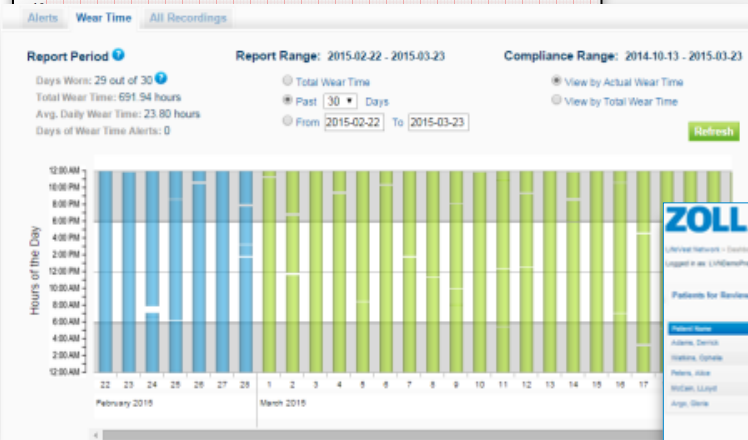 Alerts Wear Time All Recordings
Report Period ?
Days Worn: 29 out of 30 ?
Total Wear Time: 691.94 hours
Avg. Daily Wear Time: 23.80 hours
Days of Wear Time Alerts: 0
Report Range: 2015-02-22 - 2015-03-23
Total Wear Time
Past 30 Days
From 2015-02-22 To 2015-03-23
Compliance Range: 2014-10-13 - 2015-03-23
View by Actual Wear Time
View by Total Wear Time
Refresh
Hours of the Day
12:00 AM
10:00 PM
8:00 PM
6:00 PM
4:00 PM
2:00 PM
12:00 PM
10:00 AM
8:00 AM
6:00 AM
4:00 AM
2:00 AM
12:00 AM
22 23 24 25 26 27 28 1 2 3 4 5 6 7 8 9 10 11 12 13 14 15 16 17
February 2015 March 2015
ZOLL
LifeVest Network
Logged in as:
Patients for Review
Patient Name
Adams, Derrick
Watkins, Ophelia
Peters, Alice
McCain, LLoyd
Argo, Gloria